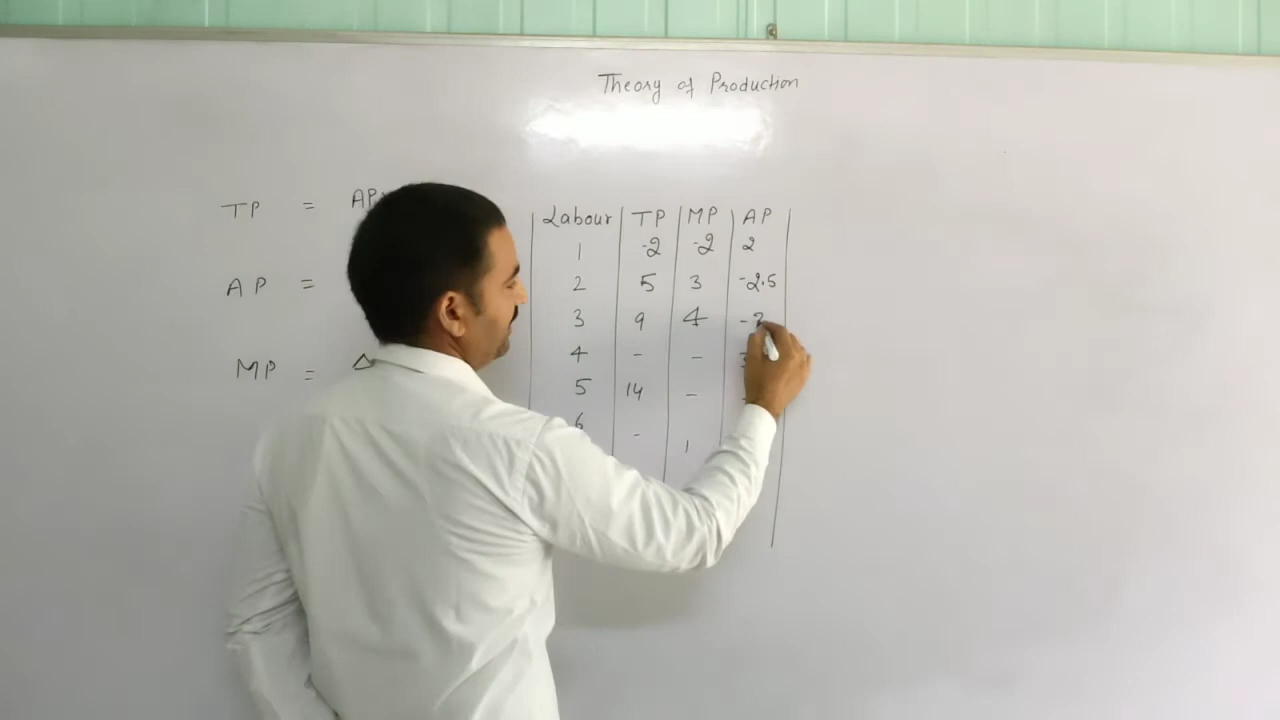 Theory of Production
TP = AP
AP =
MP = Δ
Labour TP MP AP
1 -2 -2 2
2 5 3 -2.5
3 9 4 -
4 - -
5 14 -
6 - 1